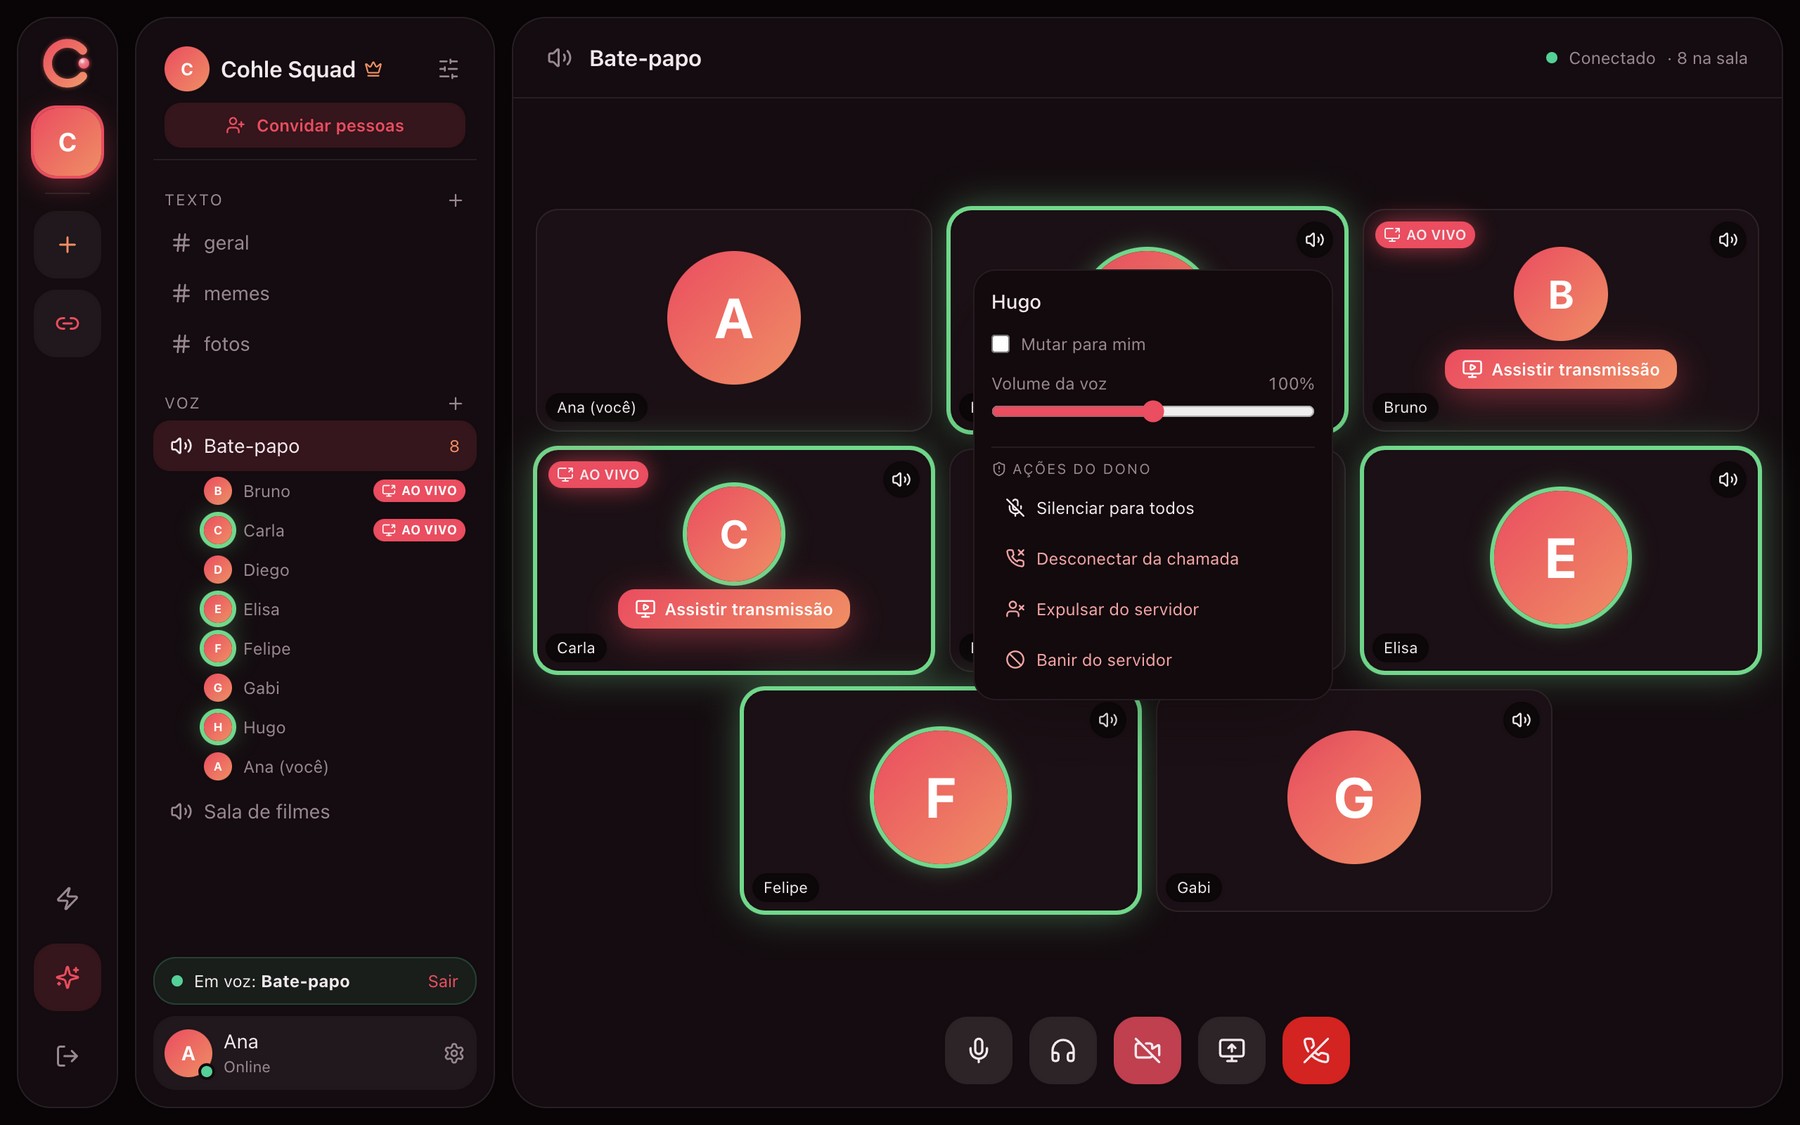 C
Cohle Squad
Convidar pessoas
TEXTO
# geral
# memes
# fotos
VOZ
Bate-papo 8
B Bruno AO VIVO
C Carla AO VIVO
D Diego
E Elisa
F Felipe
G Gabi
H Hugo
A Ana (você)
Sala de filmes
Em voz: Bate-papo Sair
A Ana
Online
C
Bate-papo
Conectado · 8 na sala
A
Ana (você)
AO VIVO
B
Assistir transmissão
Bruno
Hugo
Mutar para mim
Volume da voz 100%
AÇÕES DO DONO
Silenciar para todos
Desconectar da chamada
Expulsar do servidor
Banir do servidor
AO VIVO
C
Assistir transmissão
Carla
E
Elisa
F
Felipe
G
Gabi